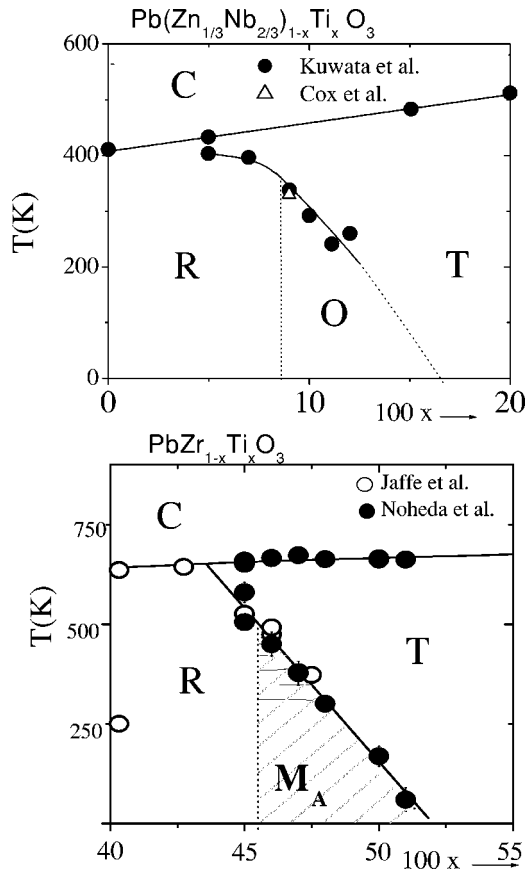 Pb(Zn₁/₃Nb₂/₃)₁₋ₓTiₓO₃
600
400
200
0
T(K)
C
R
O
T
● Kuwata et al.
△ Cox et al.
0
10
20
100 x →
PbZr₁₋ₓTiₓO₃
750
500
250
T(K)
C
R
M_A
T
○ Jaffe et al.
● Noheda et al.
40
45
50
55
100 x →